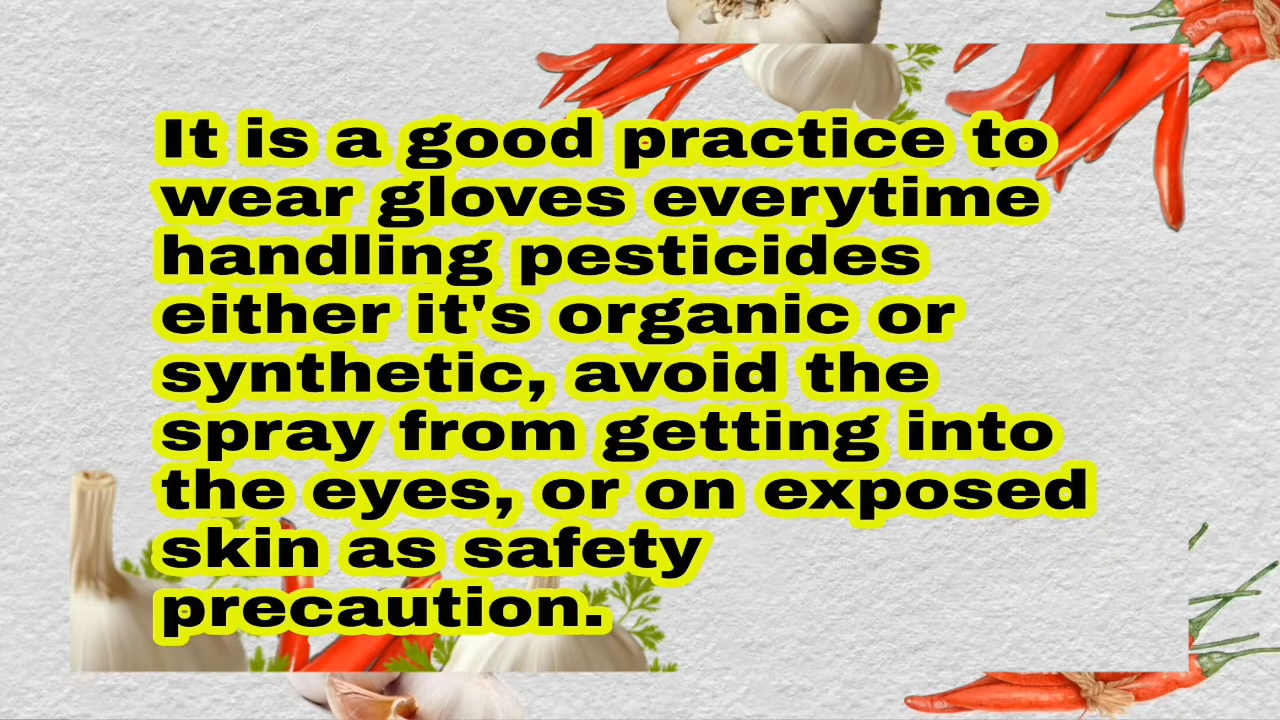 It is a good practice to
wear gloves everytime
handling pesticides
either it's organic or
synthetic, avoid the
spray from getting into
the eyes, or on exposed
skin as safety
precaution.